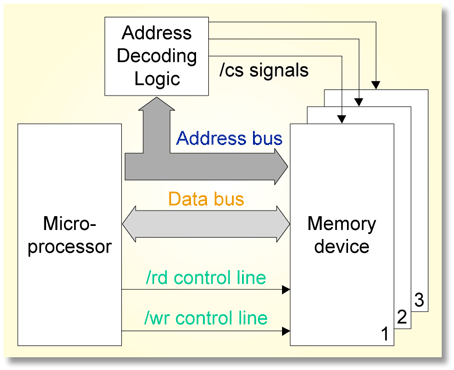 Address
Decoding
Logic
/cs signals
Address bus
Data bus
Micro-
processor
Memory
device
/rd control line
/wr control line
1
2
3